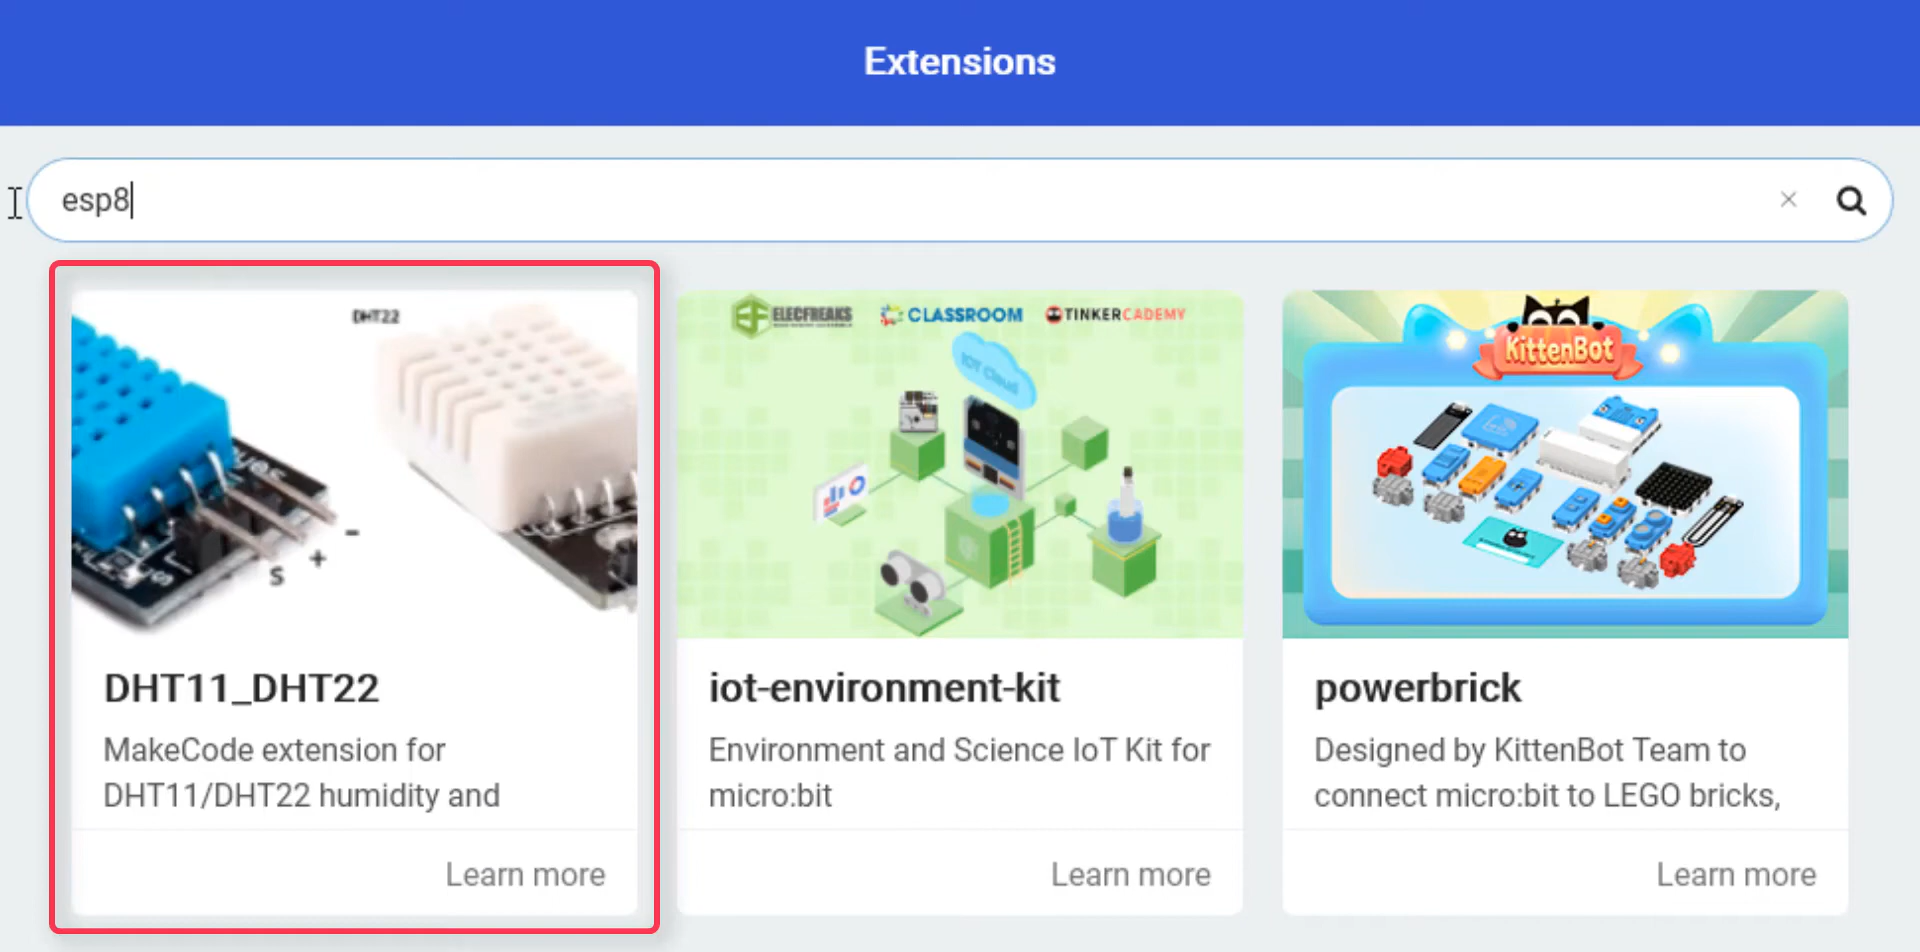 Extensions
esp8
DHT22
S + -
DHT11_DHT22
MakeCode extension for
DHT11/DHT22 humidity and
Learn more
ELECFREAKS CLASSROOM TINKERCADEMY
IOT Cloud
iot-environment-kit
Environment and Science IoT Kit for
micro:bit
Learn more
KittenBot
powerbrick
Designed by KittenBot Team to
connect micro:bit to LEGO bricks,
Learn more